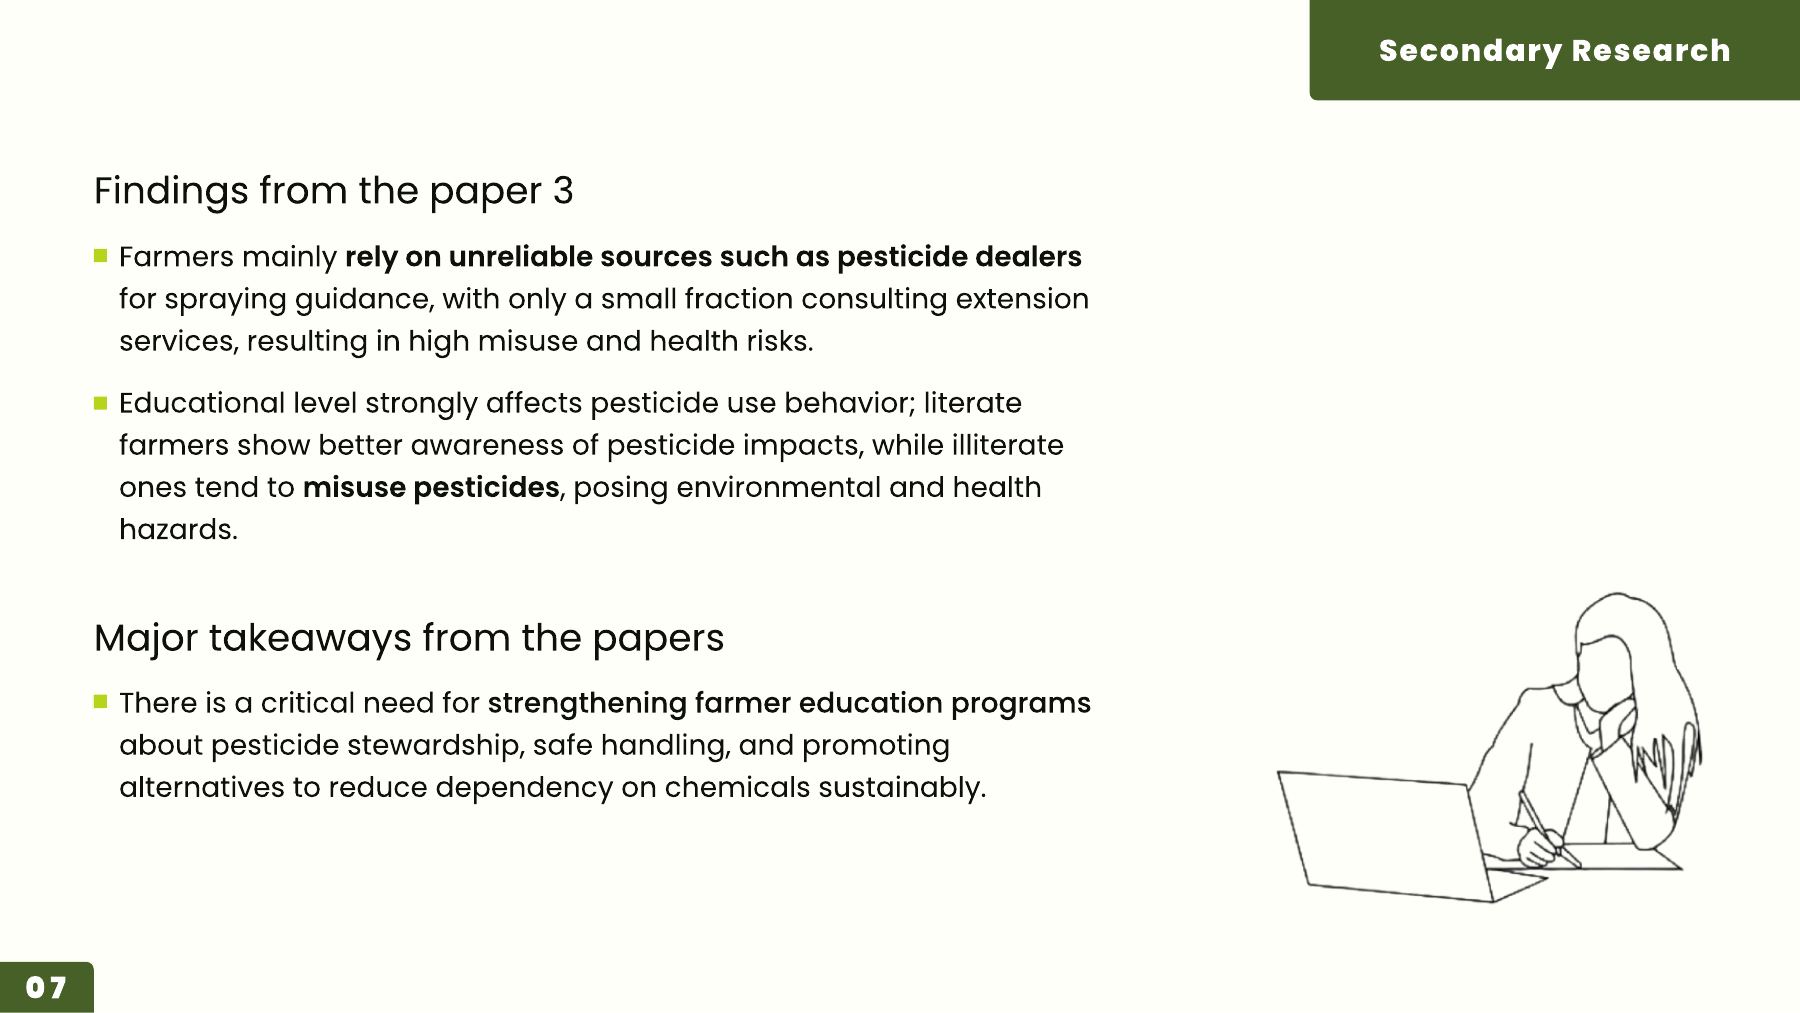 Secondary Research
Findings from the paper 3
Farmers mainly rely on unreliable sources such as pesticide dealers
for spraying guidance, with only a small fraction consulting extension
services, resulting in high misuse and health risks.
Educational level strongly affects pesticide use behavior; literate
farmers show better awareness of pesticide impacts, while illiterate
ones tend to misuse pesticides, posing environmental and health
hazards.
Major takeaways from the papers
There is a critical need for strengthening farmer education programs
about pesticide stewardship, safe handling, and promoting
alternatives to reduce dependency on chemicals sustainably.
07